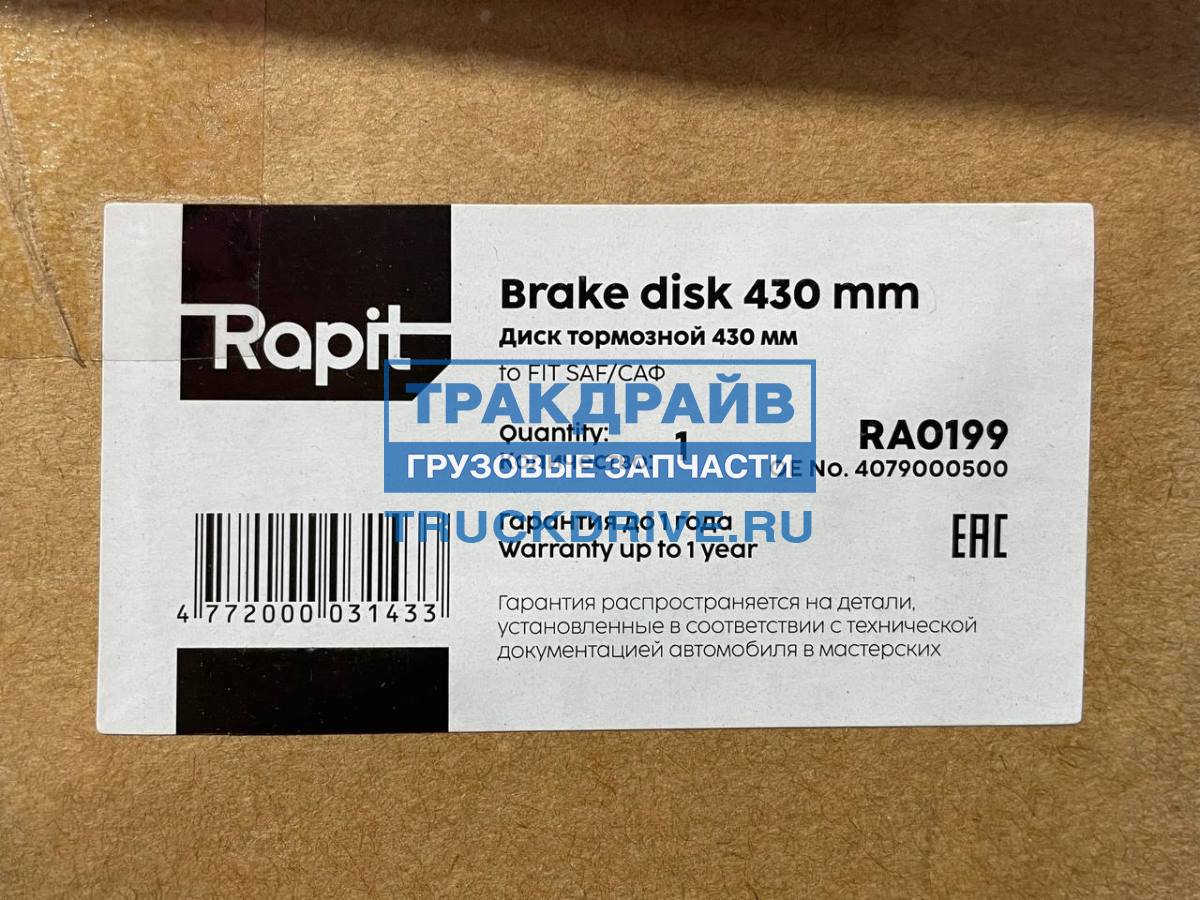 Rapit
Brake disk 430 mm
Диск тормозной 430 мм
to FIT SAF/САФ
ТРАКДРАЙВ
Quantity: 1
Количество:
ГРУЗОВЫЕ ЗАПЧАСТИ
RA0199
OE No. 4079000500
TRUCKDRIVE.RU
Гарантия до 1 года
Warranty up to 1 year
EAC
4 772000 031433
Гарантия распространяется на детали,
установленные в соответствии с технической
документацией автомобиля в мастерских